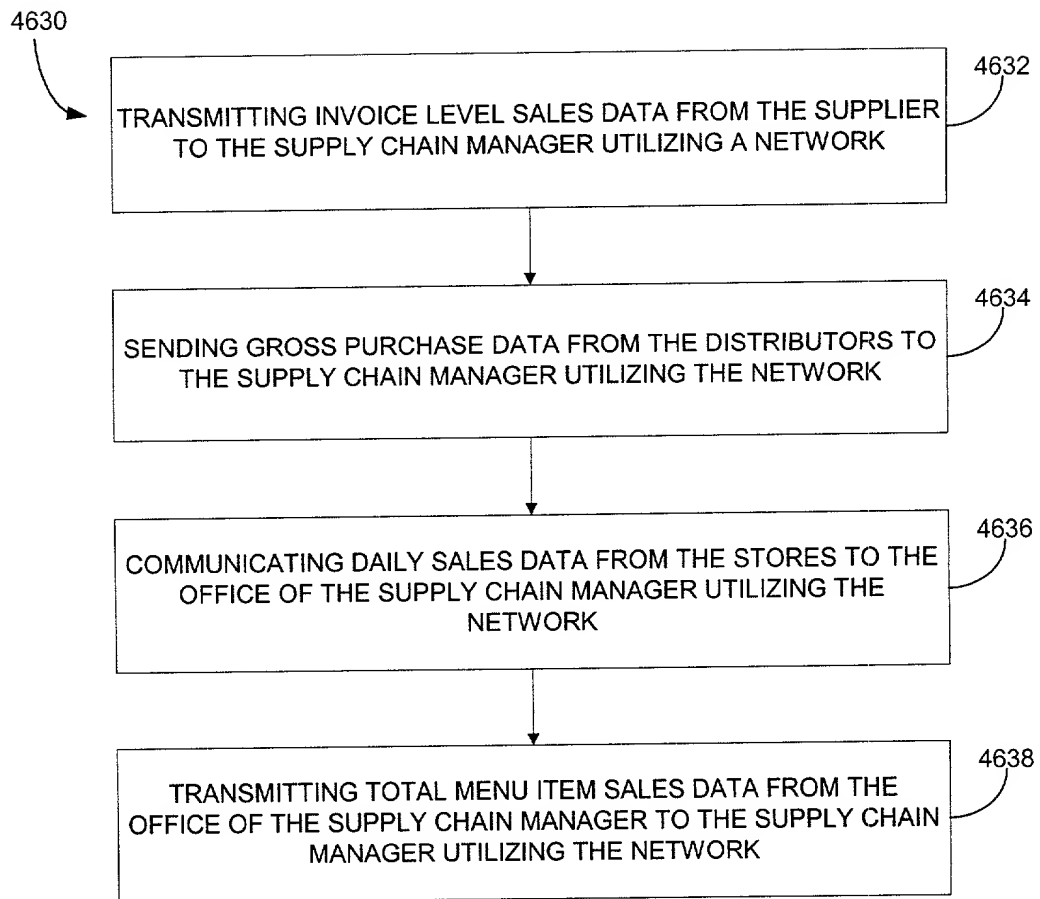 4630
4632
TRANSMITTING INVOICE LEVEL SALES DATA FROM THE SUPPLIER
TO THE SUPPLY CHAIN MANAGER UTILIZING A NETWORK
4634
SENDING GROSS PURCHASE DATA FROM THE DISTRIBUTORS TO
THE SUPPLY CHAIN MANAGER UTILIZING THE NETWORK
4636
COMMUNICATING DAILY SALES DATA FROM THE STORES TO THE
OFFICE OF THE SUPPLY CHAIN MANAGER UTILIZING THE
NETWORK
4638
TRANSMITTING TOTAL MENU ITEM SALES DATA FROM THE
OFFICE OF THE SUPPLY CHAIN MANAGER TO THE SUPPLY CHAIN
MANAGER UTILIZING THE NETWORK